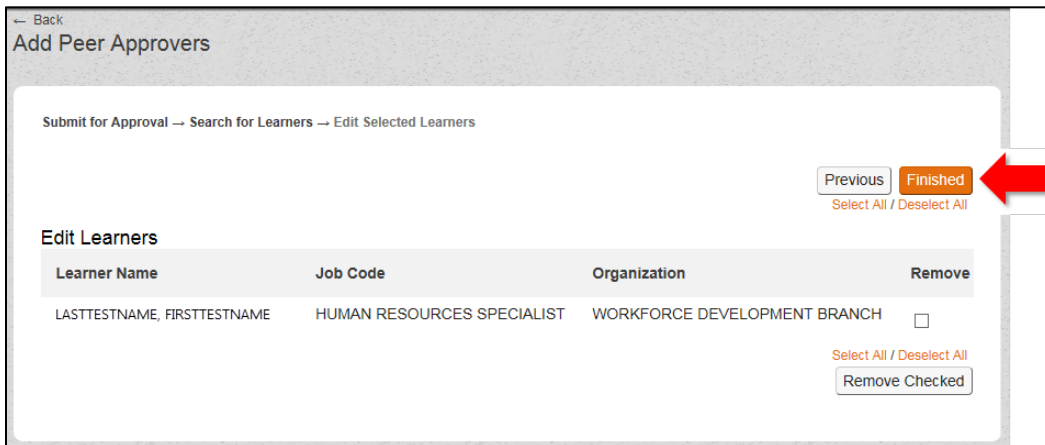 ← Back
Add Peer Approvers
Submit for Approval → Search for Learners → Edit Selected Learners
Previous Finished
Select All / Deselect All
Edit Learners
Learner Name Job Code Organization Remove
LASTTESTNAME, FIRSTTESTNAME HUMAN RESOURCES SPECIALIST WORKFORCE DEVELOPMENT BRANCH
Select All / Deselect All
Remove Checked